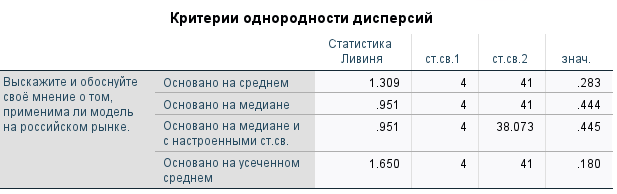 Критерии однородности дисперсий
Статистика Ливиня ст.св.1 ст.св.2 знач.
Выскажите и обоснуйте
своё мнение о том,
применима ли модель
на российском рынке.
Основано на среднем 1.309 4 41 .283
Основано на медиане .951 4 41 .444
Основано на медиане и
с настроенными ст.св. .951 4 38.073 .445
Основано на усеченном
среднем 1.650 4 41 .180